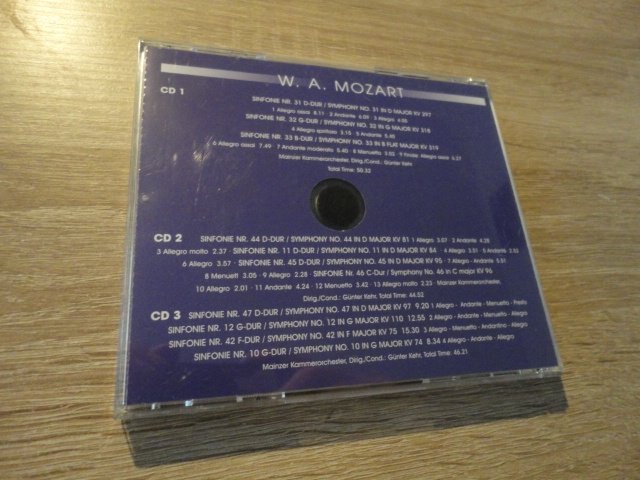 W. A. MOZART
CD 1
SINFONIE NR. 31 D-DUR / SYMPHONY NO. 31 IN D MAJOR KV 297
1 Allegro assai 8.11 2 Andante 6.09 3 Allegro 4.05
SINFONIE NR. 32 G-DUR / SYMPHONY NO. 32 IN G MAJOR KV 318
4 Allegro spiritoso 3.15 5 Andante 5.40
SINFONIE NR. 33 B-DUR / SYMPHONY NO. 33 IN B FLAT MAJOR KV 319
6 Allegro assai 7.49 7 Andante moderato 5.40 8 Menuetto 3.02 9 Finale: Allegro assai 6.27
Mainzer Kammerorchester, Dirig./Cond.: Günter Kehr
Total Time: 50.33
CD 2 SINFONIE NR. 44 D-DUR / SYMPHONY NO. 44 IN D MAJOR KV 81 1 Allegro 3.07 2 Andante 4.28
3 Allegro molto 2.37 · SINFONIE NR. 11 D-DUR / SYMPHONY NO. 11 IN D MAJOR KV 84 · 4 Allegro 3.51 · 5 Andante 2.52
6 Allegro 3.57 · SINFONIE NR. 45 D-DUR / SYMPHONY NO. 45 IN D MAJOR KV 95 · 7 Allegro - Andante 5.51
8 Menuett 3.05 · 9 Allegro 2.28 · SINFONIE Nr. 46 C-Dur / Symphony No. 46 in C major KV 96
10 Allegro 2.01 · 11 Andante 4.24 · 12 Menuetto 3.42 · 13 Allegro molto 2.23 Mainzer Kammerorchester,
Dirig./Cond.: Günter Kehr, Total Time: 44.52
CD 3 SINFONIE NR. 47 D-DUR / SYMPHONY NO. 47 IN D MAJOR KV 97 9.20 1 Allegro - Andante - Menuetto - Presto
SINFONIE NR. 12 G-DUR / SYMPHONY NO. 12 IN G MAJOR KV 110 12.55 2 Allegro - Andante - Menuetto - Allegro
SINFONIE NR. 42 F-DUR / SYMPHONY NO. 42 IN F MAJOR KV 75 15.30 3 Allegro - Menuetto - Andantino - Allegro
SINFONIE NR. 10 G-DUR / SYMPHONY NO. 10 IN G MAJOR KV 74 8.34 4 Allegro - Andante - Allegro
Mainzer Kammerorchester, Dirig./Cond.: Günter Kehr, Total Time: 46.21